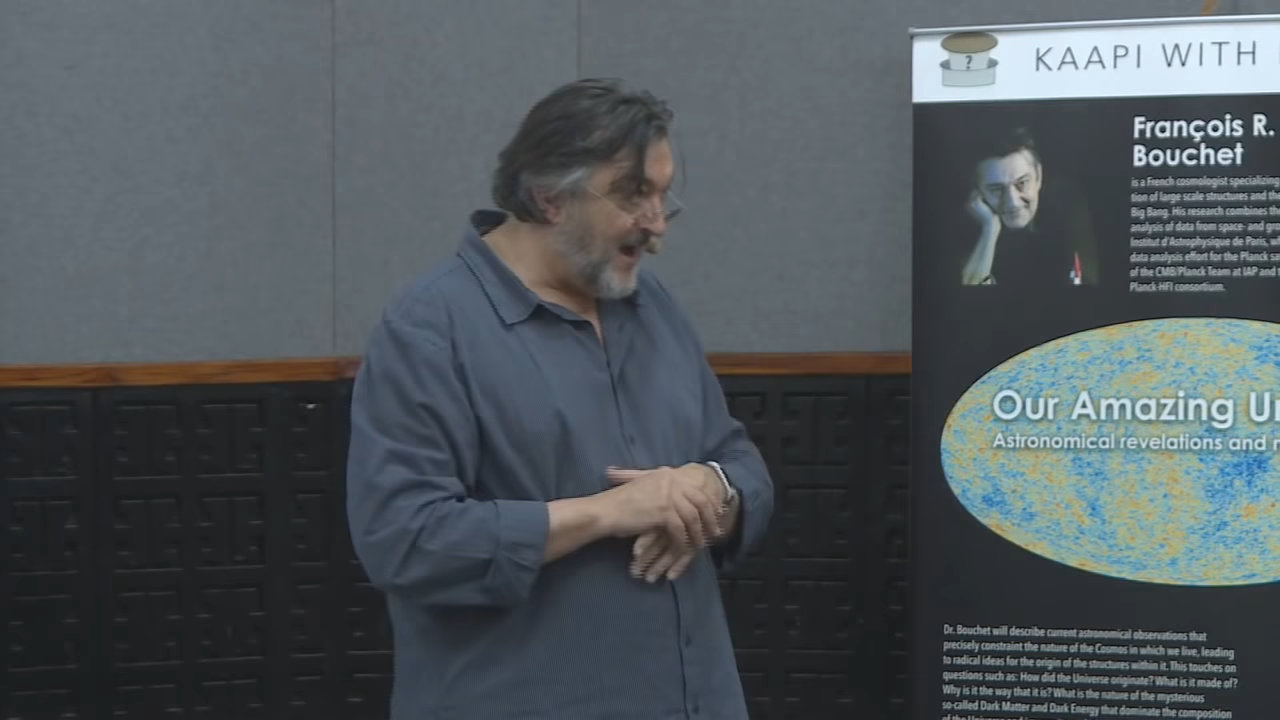 ?
KAAPI WITH
François R.
Bouchet
is a French cosmologist specializing
tion of large scale structures and the
Big Bang. His research combines th
analysis of data from space- and gro
Institut d'Astrophysique de Paris, w
data analysis effort for the Planck sa
of the CMB/Planck Team at IAP and t
Planck-HFI consortium.
Our Amazing U
Astronomical revelations and
Dr. Bouchet will describe current astronomical observations that
precisely constraint the nature of the Cosmos in which we live, leading
to radical ideas for the origin of the structures within it. This touches on
questions such as: How did the Universe originate? What is it made of?
Why is it the way that it is? What is the nature of the mysterious
so-called Dark Matter and Dark Energy that dominate the composition
of the Universe and